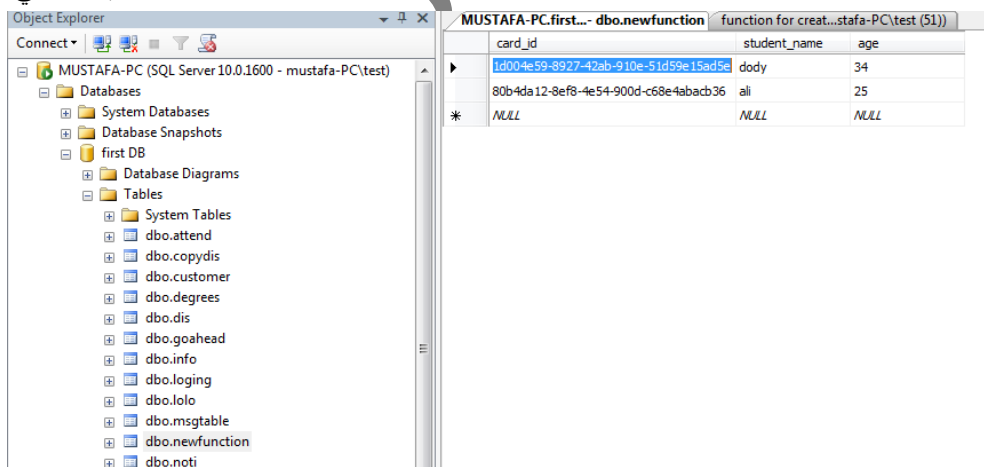 Object Explorer
Connect
MUSTAFA-PC (SQL Server 10.0.1600 - mustafa-PC\test)
Databases
System Databases
Database Snapshots
first DB
Database Diagrams
Tables
System Tables
dbo.attend
dbo.copydis
dbo.customer
dbo.degrees
dbo.dis
dbo.goahead
dbo.info
dbo.loging
dbo.lolo
dbo.msgtable
dbo.newfunction
dbo.noti
MUSTAFA-PC.first...- dbo.newfunction function for creat...stafa-PC\test (51))
card_id student_name age
1d004e59-8927-42ab-910e-51d59e15ad5e dody 34
80b4da12-8ef8-4e54-900d-c68e4abacb36 ali 25
NULL NULL NULL